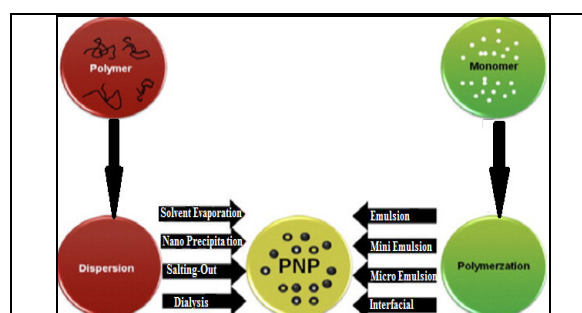 Polymer
Monomer
Solvent Evaporation
Emulsion
Nano Precipitation
Mini Emulsion
Dispersion
PNP
Polymerzation
Salting-Out
Micro Emulsion
Dialysis
Interfacial